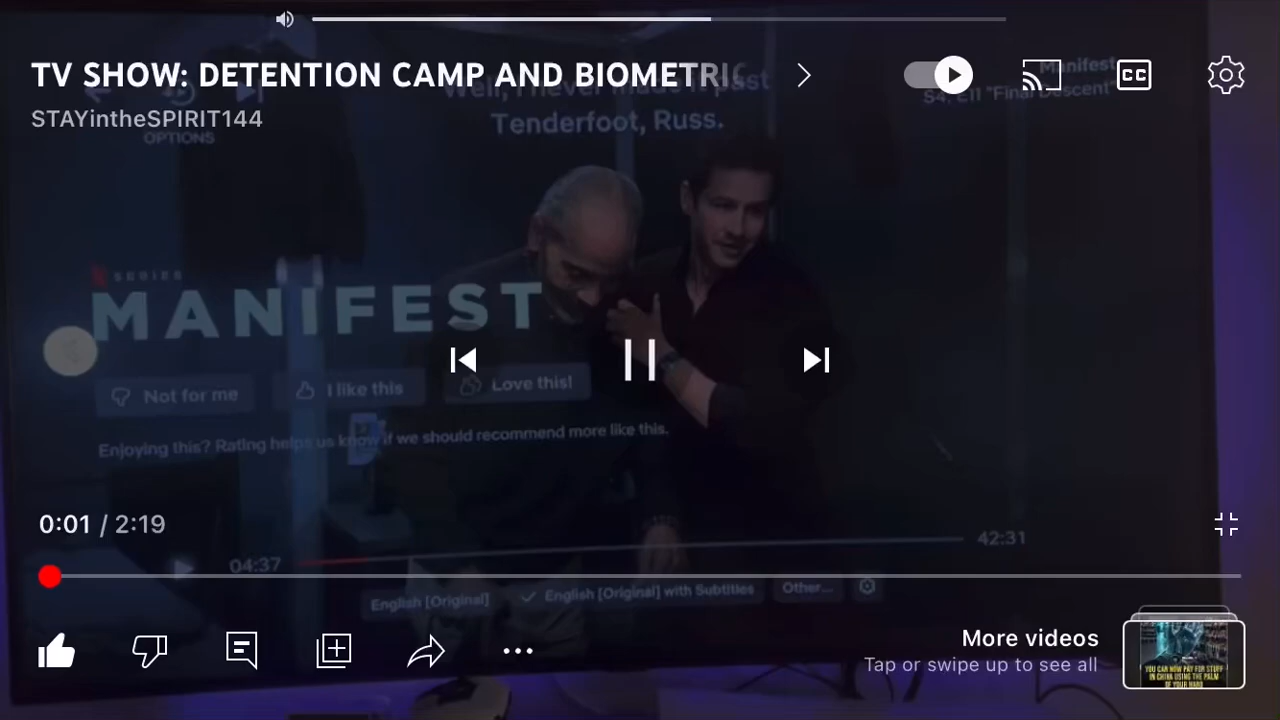 TV SHOW: DETENTION CAMP AND BIOMETRIC
STAYintheSPIRIT144
OPTIONS
Well, I never made it past
Tenderfoot, Russ.
Manifest
S4: E11 "Final Descent"
CC
N SERIES
MANIFEST
Not for me
I like this
Love this!
Enjoying this? Rating helps us know if we should recommend more like this.
0:01 / 2:19
04:37
42:31
English [Original]
English [Original] with Subtitles
Other...
More videos
Tap or swipe up to see all
YOU CAN NOW PAY FOR STUFF
IN CHINA USING THE PALM
OF YOUR HAND